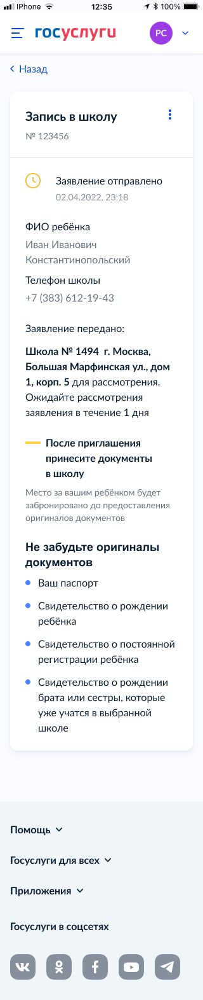 iPhone 12:35 100%
госуслуги РС
Назад
Запись в школу
№ 123456
Заявление отправлено
02.04.2022, 23:18
ФИО ребёнка
Иван Иванович
Константинопольский
Телефон школы
+7 (383) 612-19-43
Заявление передано:
Школа № 1494 г. Москва,
Большая Марфинская ул., дом
1, корп. 5 для рассмотрения.
Ожидайте рассмотрения
заявления в течение 1 дня
После приглашения
принесите документы
в школу
Место за вашим ребёнком будет
забронировано до предоставления
оригиналов документов
Не забудьте оригиналы
документов
Ваш паспорт
Свидетельство о рождении
ребёнка
Свидетельство о постоянной
регистрации ребёнка
Свидетельство о рождении
брата или сестры, которые
уже учатся в выбранной
школе
Помощь
Госуслуги для всех
Приложения
Госуслуги в соцсетях